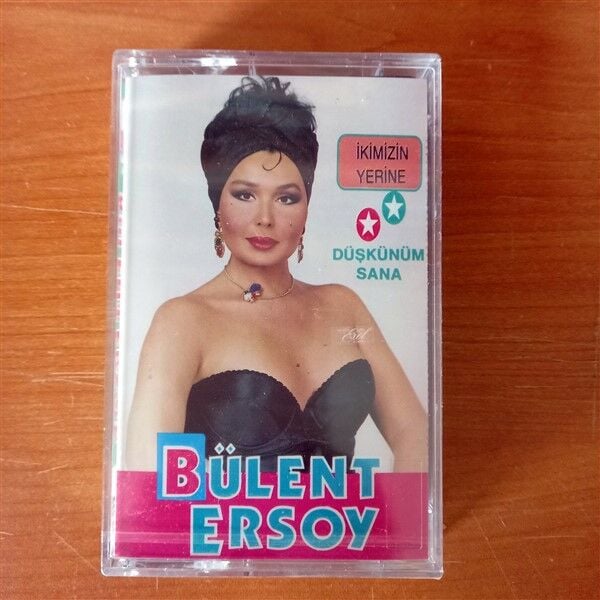 İKİMİZİN
YERİNE
DÜŞKÜNÜM
SANA
BÜLENT
ERSOY